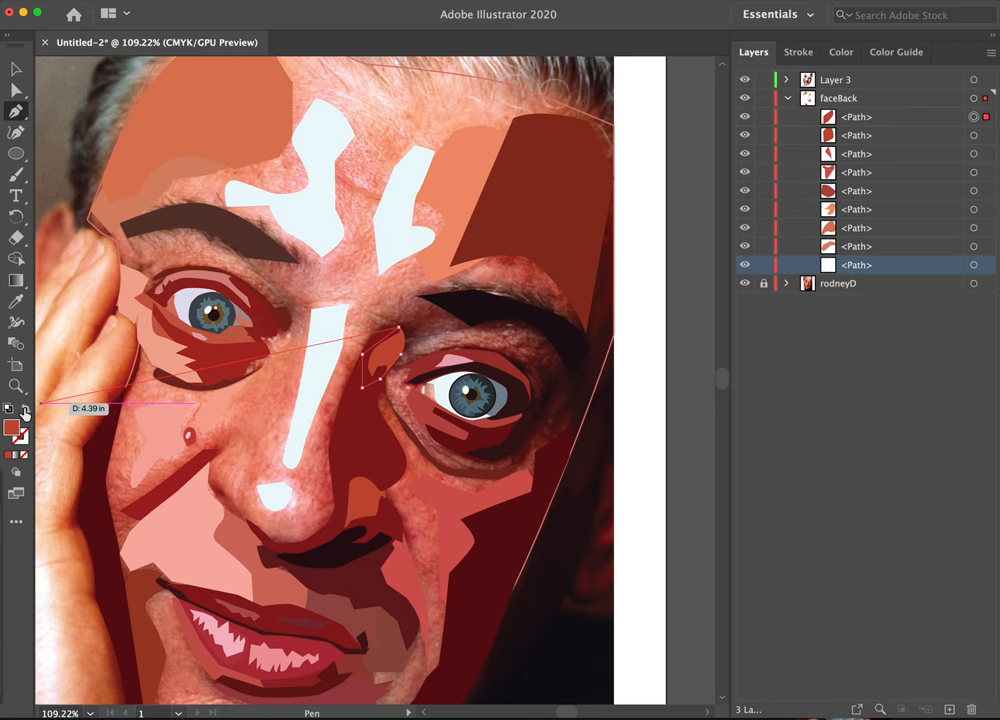 Adobe Illustrator 2020
Essentials
Search Adobe Stock
Untitled-2* @ 109.22% (CMYK/GPU Preview)
Layers Stroke Color Color Guide
Layer 3
faceBack
<Path>
<Path>
<Path>
<Path>
<Path>
<Path>
<Path>
<Path>
<Path>
rodneyD
T
D: 4.39 in
109.22% 1 Pen
3 La...